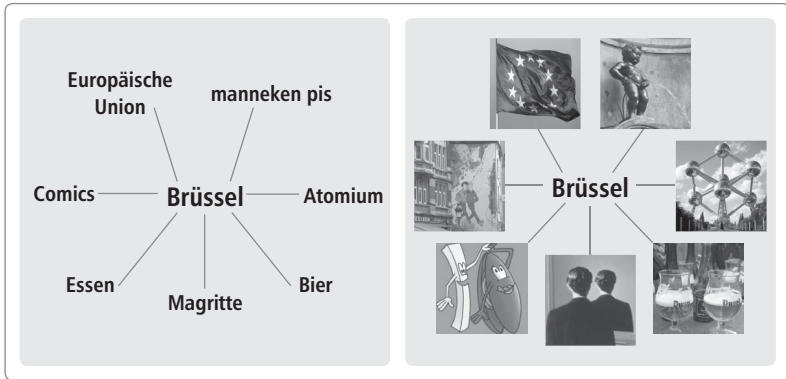 Europäische
Union
manneken pis
Comics
Brüssel
Atomium
Essen
Magritte
Bier
Brüssel